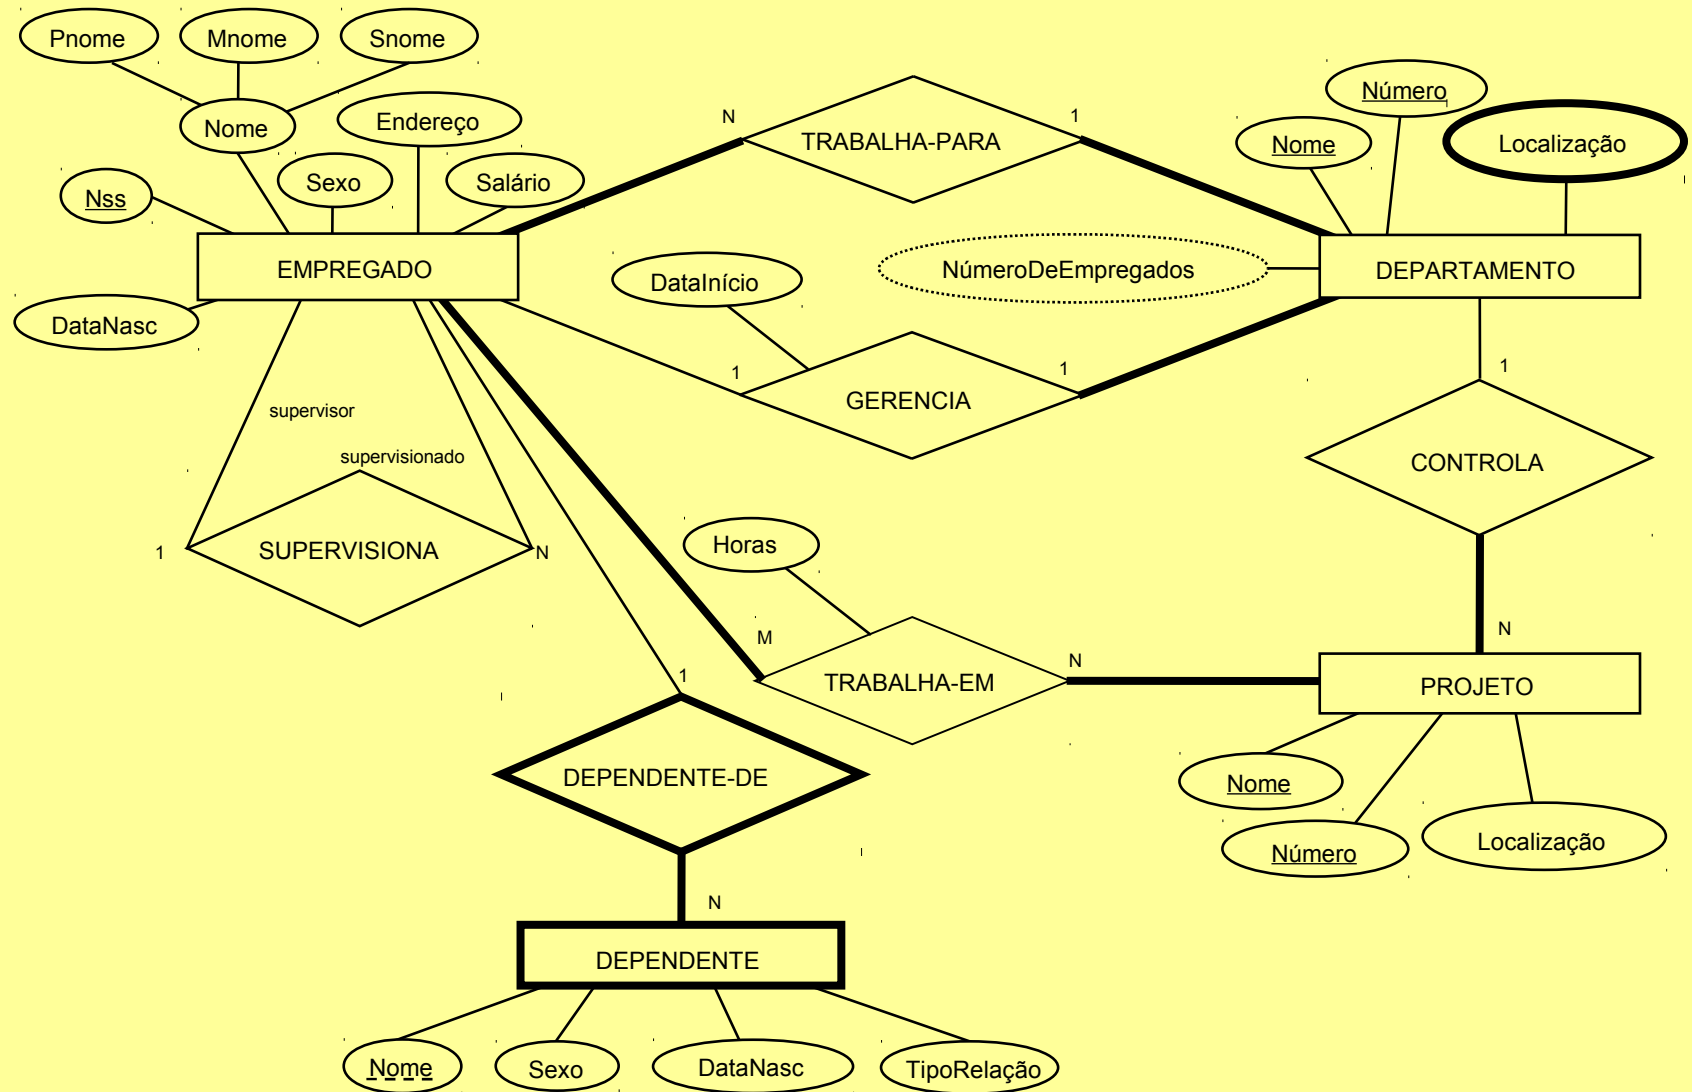 Pnome
Mnome
Snome
Nome
Endereço
Nss
Sexo
Salário
EMPREGADO
DataNasc
N
TRABALHA-PARA
1
Nome
Número
Localização
NúmeroDeEmpregados
DEPARTAMENTO
DataInício
1
GERENCIA
1
1
CONTROLA
N
supervisor
supervisionado
1
SUPERVISIONA
N
Horas
M
TRABALHA-EM
N
PROJETO
Nome
Número
Localização
1
DEPENDENTE-DE
N
DEPENDENTE
Nome
Sexo
DataNasc
TipoRelação